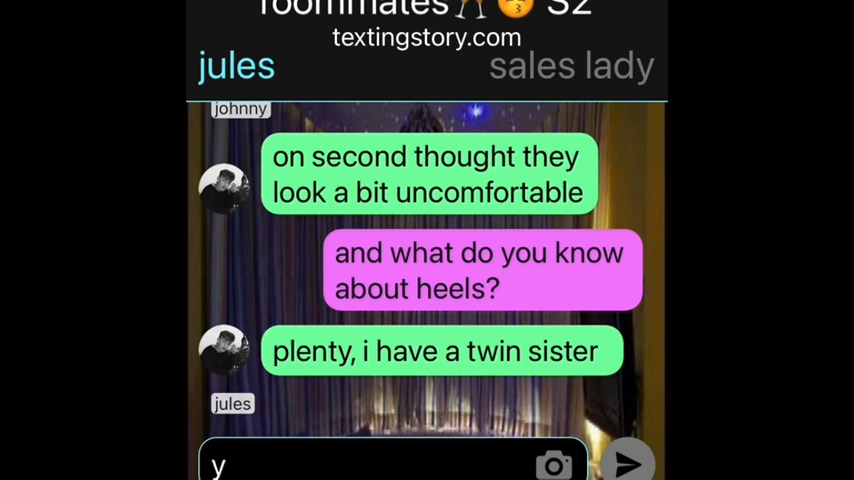 roommates🥂😚 S2
textingstory.com
jules
sales lady
johnny
on second thought they
look a bit uncomfortable
and what do you know
about heels?
plenty, i have a twin sister
jules
y